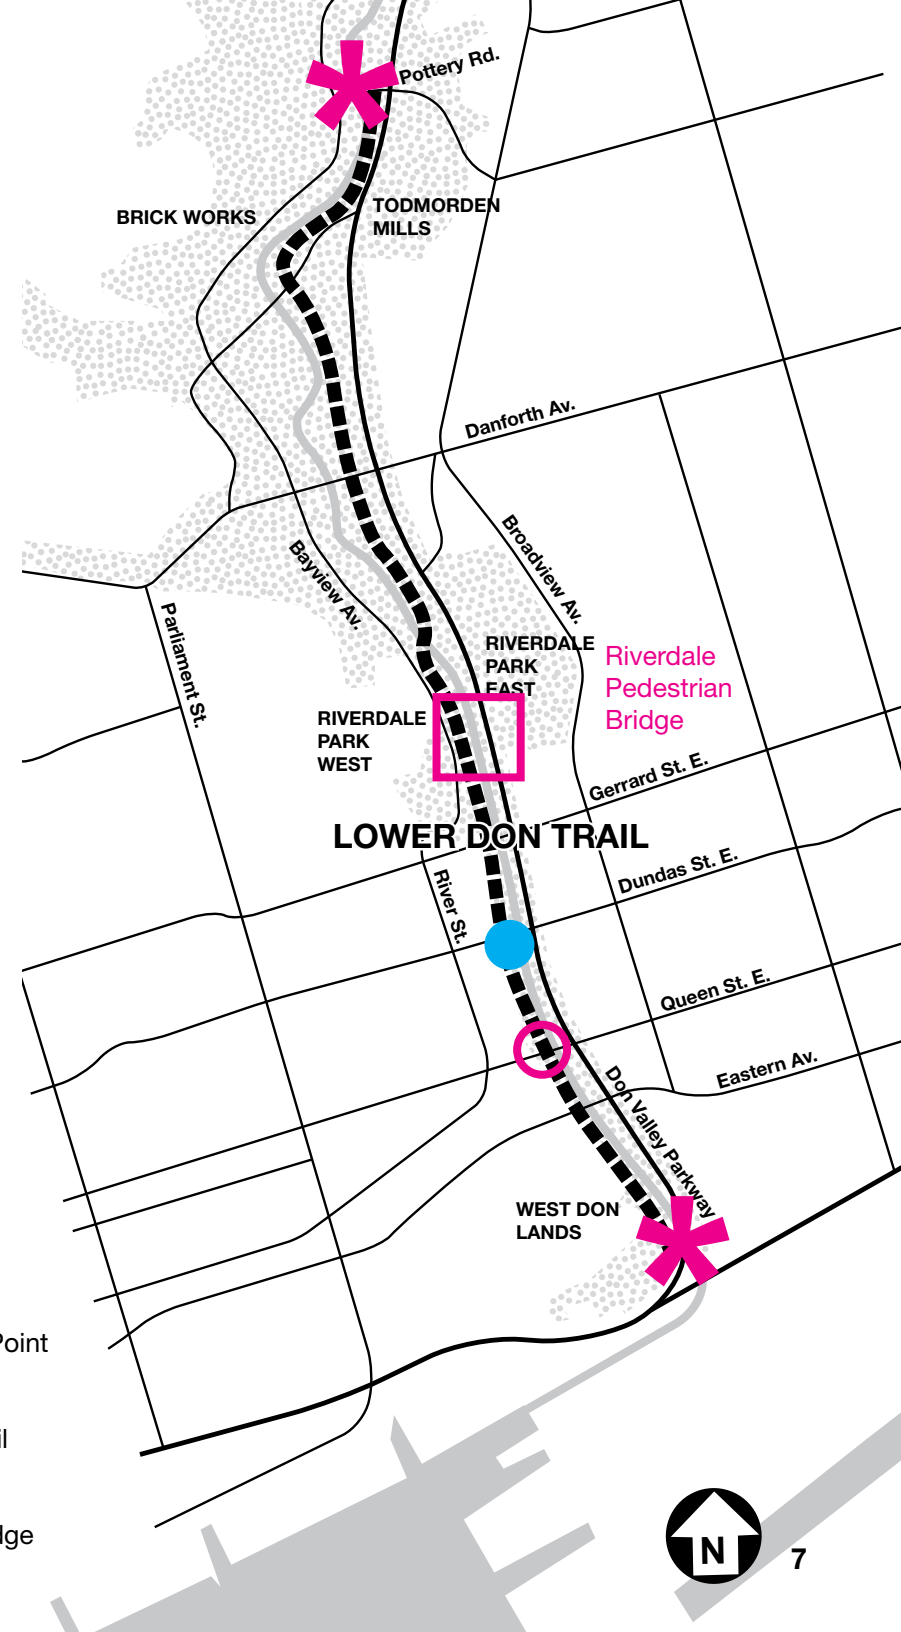 Pottery Rd.
BRICK WORKS
TODMORDEN
MILLS
Danforth Av.
Broadview Av.
Bayview Av.
Parliament St.
RIVERDALE
PARK
EAST
Riverdale
Pedestrian
Bridge
RIVERDALE
PARK
WEST
Gerrard St. E.
LOWER DON TRAIL
Dundas St. E.
River St.
Queen St. E.
Eastern Av.
Don Valley Parkway
WEST DON
LANDS
Point
N
7